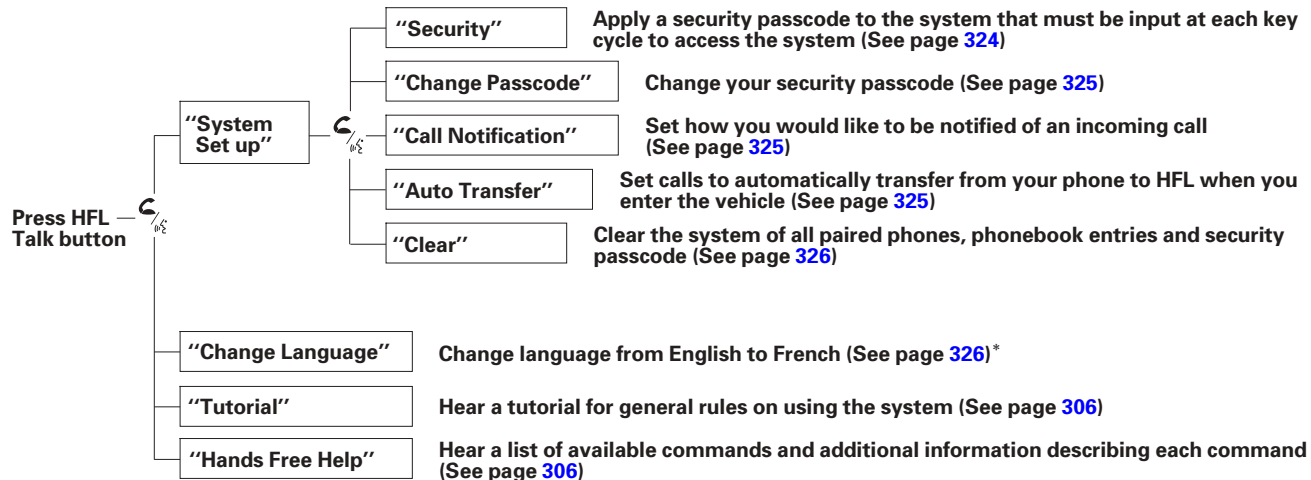 ''Security''
Apply a security passcode to the system that must be input at each key
cycle to access the system (See page 324)
''Change Passcode''
Change your security passcode (See page 325)
''System
Set up''
''Call Notification''
Set how you would like to be notified of an incoming call
(See page 325)
''Auto Transfer''
Set calls to automatically transfer from your phone to HFL when you
enter the vehicle (See page 325)
Press HFL
Talk button
''Clear''
Clear the system of all paired phones, phonebook entries and security
passcode (See page 326)
''Change Language''
Change language from English to French (See page 326)*
''Tutorial''
Hear a tutorial for general rules on using the system (See page 306)
''Hands Free Help''
Hear a list of available commands and additional information describing each command
(See page 306)